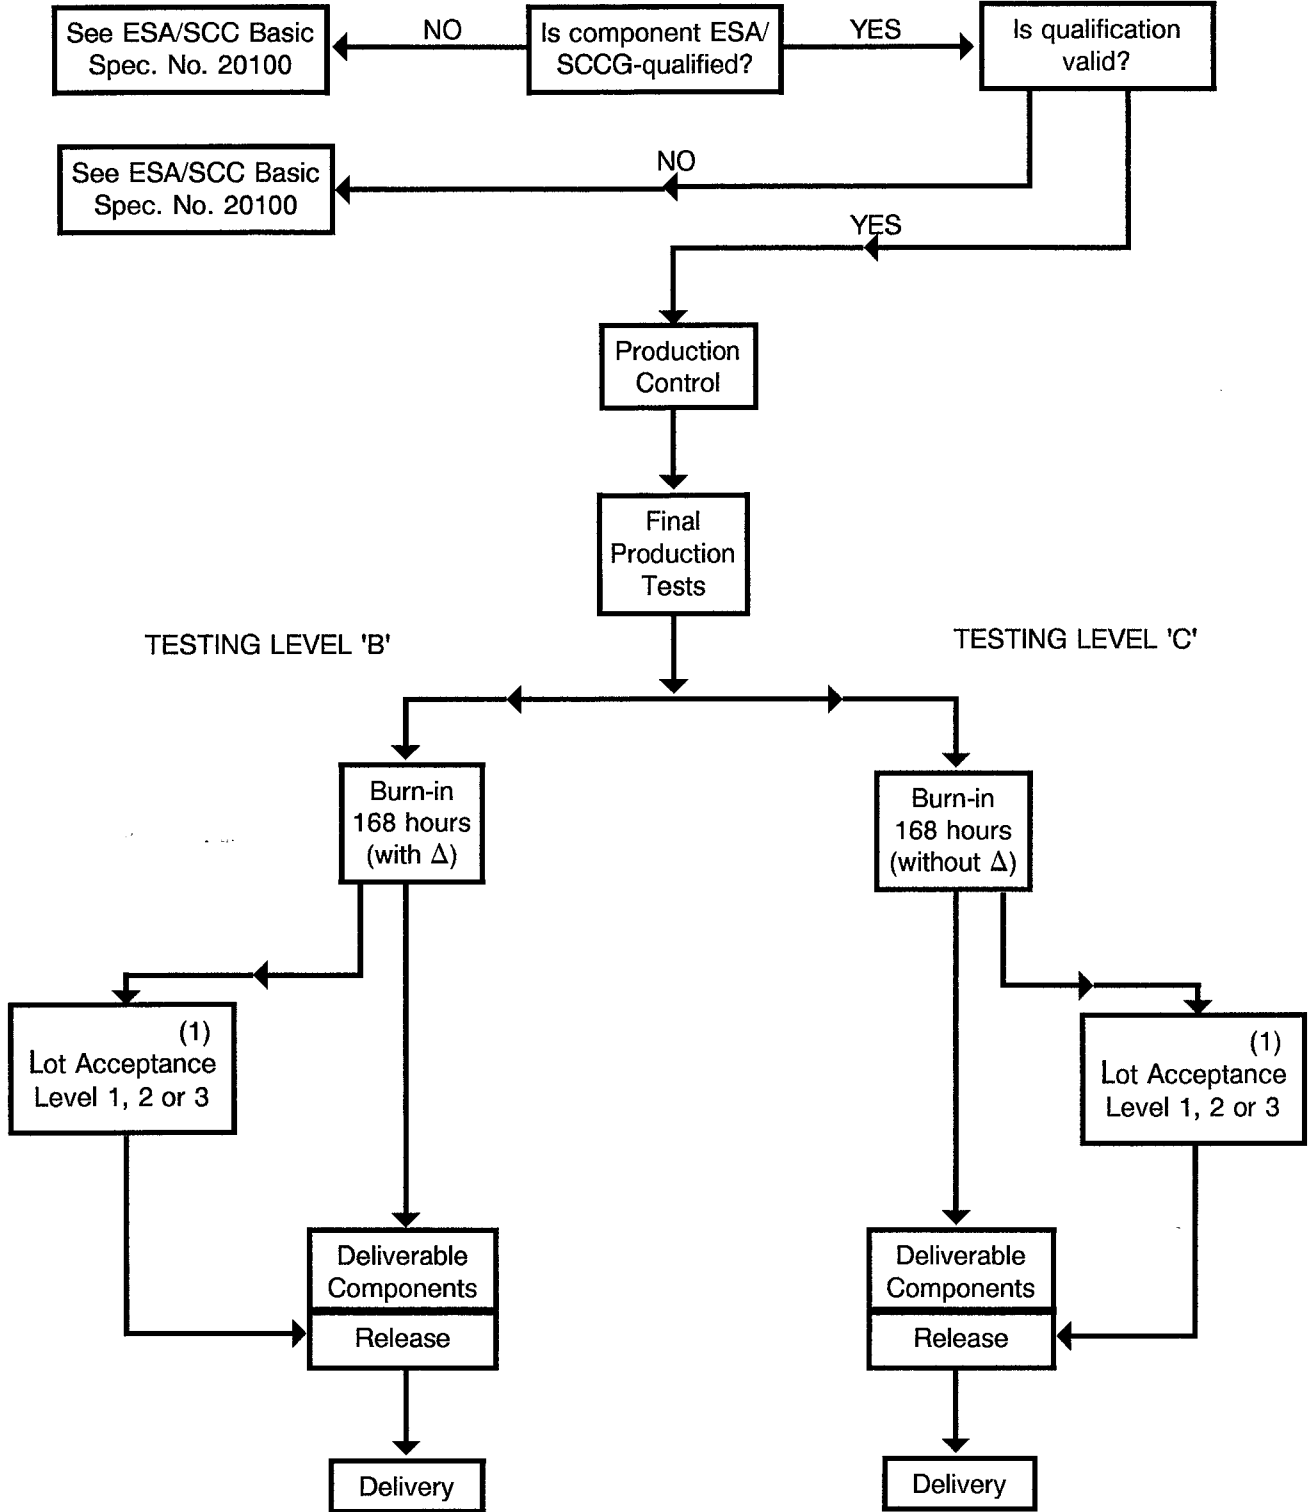 See ESA/SCC Basic
Spec. No. 20100
NO
Is component ESA/
SCCG-qualified?
YES
Is qualification
valid?
See ESA/SCC Basic
Spec. No. 20100
NO
YES
Production
Control
Final
Production
Tests
TESTING LEVEL 'B'
TESTING LEVEL 'C'
Burn-in
168 hours
(with Δ)
Burn-in
168 hours
(without Δ)
(1)
Lot Acceptance
Level 1, 2 or 3
(1)
Lot Acceptance
Level 1, 2 or 3
Deliverable
Components
Release
Deliverable
Components
Release
Delivery
Delivery